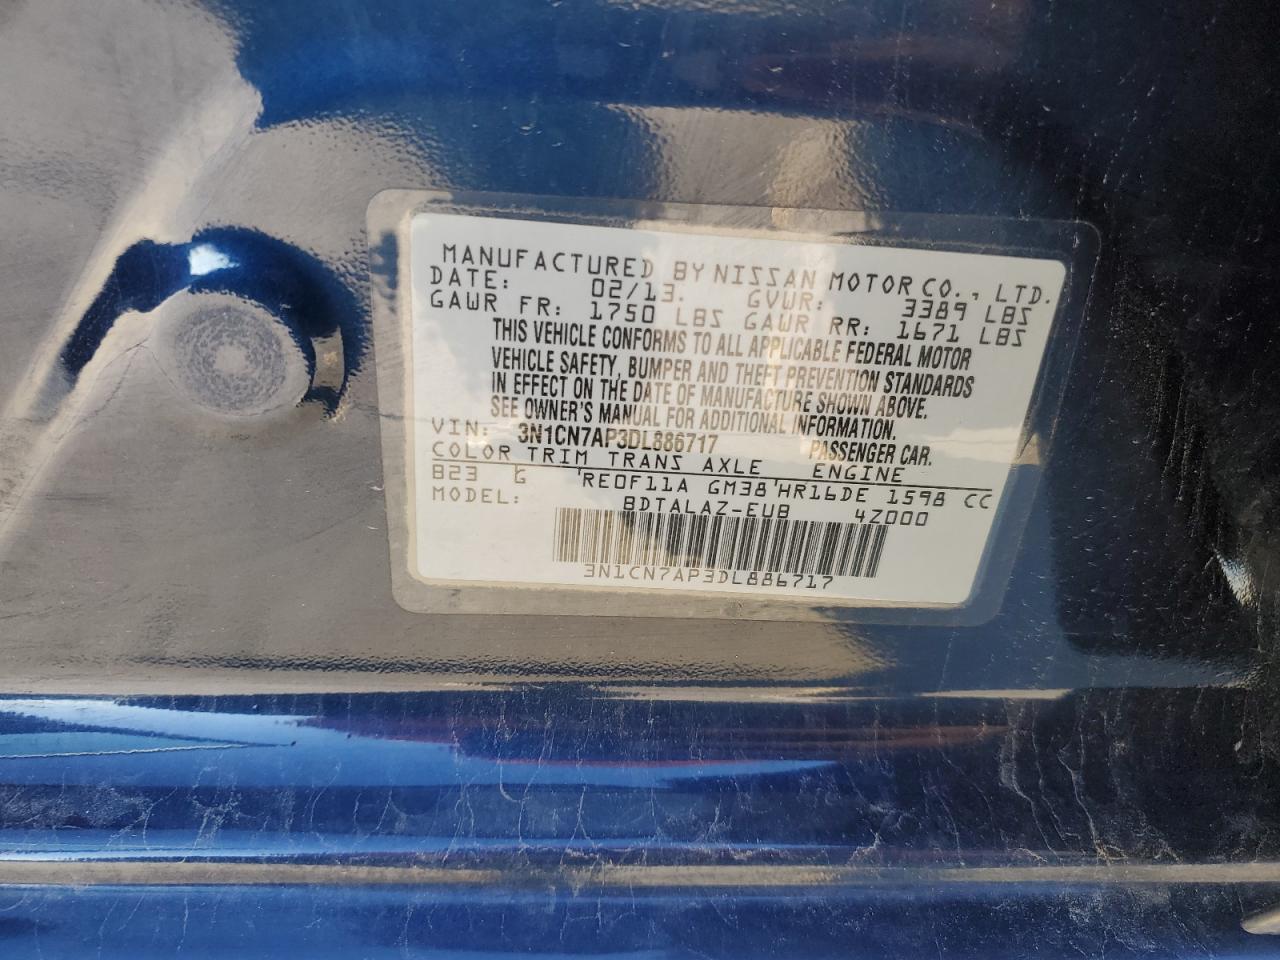 MANUFACTURED BY NISSAN MOTOR CO., LTD.
DATE: 02/13. GVWR: 3389 LBS
GAWR FR: 1750 LBS GAWR RR: 1671 LBS
THIS VEHICLE CONFORMS TO ALL APPLICABLE FEDERAL MOTOR
VEHICLE SAFETY, BUMPER AND THEFT PREVENTION STANDARDS
IN EFFECT ON THE DATE OF MANUFACTURE SHOWN ABOVE.
SEE OWNER'S MANUAL FOR ADDITIONAL INFORMATION.
VIN: 3N1CN7AP3DL886717 PASSENGER CAR.
COLOR TRIM TRANS AXLE ENGINE
B23 G RE0F11A GM38 HR16DE 1598 CC
MODEL: BDTALAZ-EUB 4Z000
3N1CN7AP3DL886717